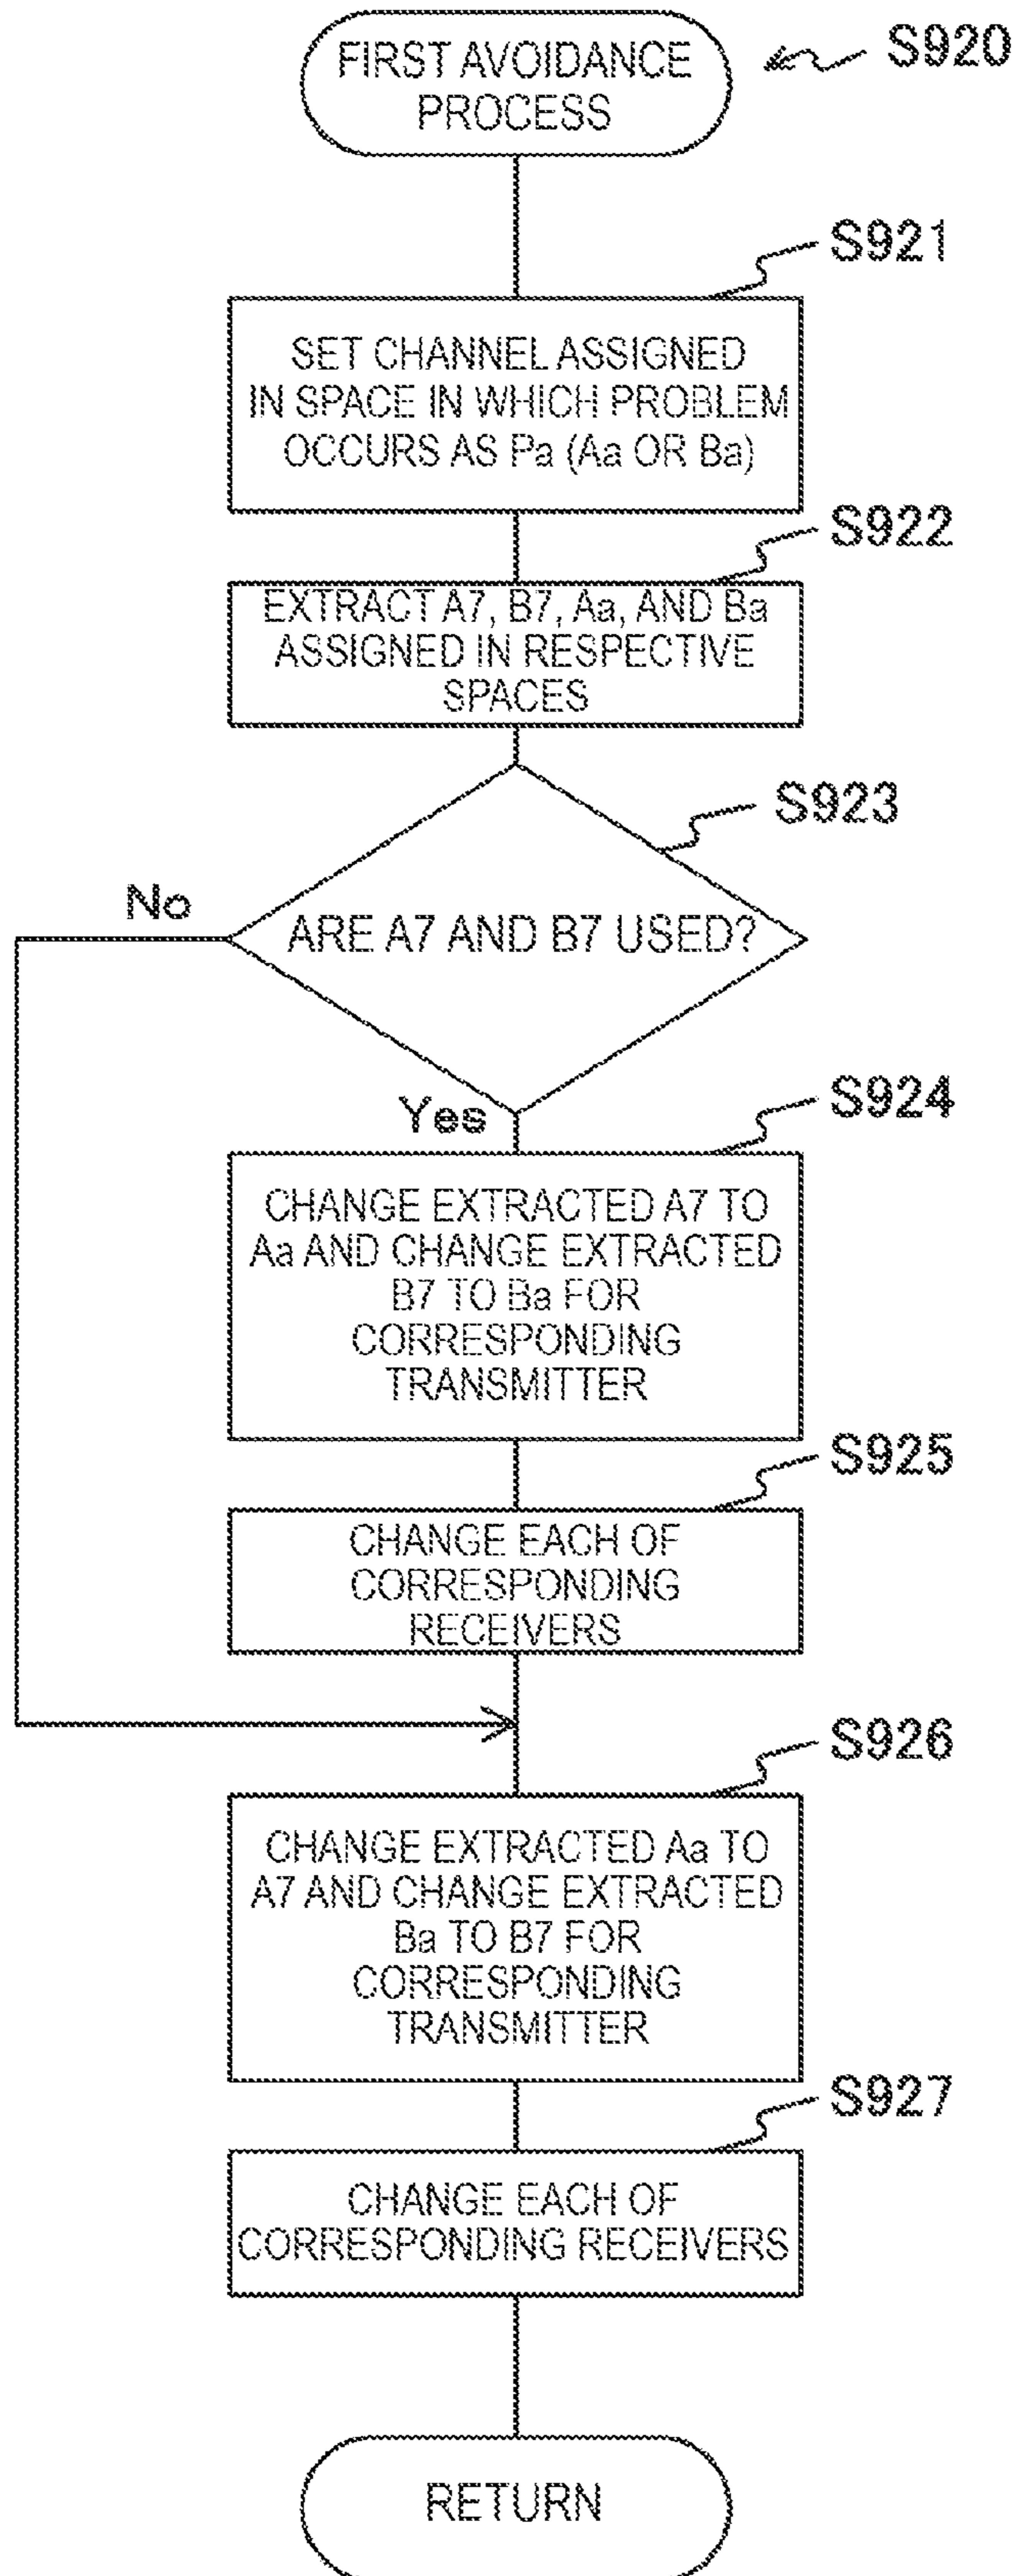 FIRST AVOIDANCE
PROCESS
S920
S921
SET CHANNEL ASSIGNED
IN SPACE IN WHICH PROBLEM
OCCURS AS Pa (Aa OR Ba)
S922
EXTRACT A7, B7, Aa, AND Ba
ASSIGNED IN RESPECTIVE
SPACES
S923
No
ARE A7 AND B7 USED?
Yes
S924
CHANGE EXTRACTED A7 TO
Aa AND CHANGE EXTRACTED
B7 TO Ba FOR
CORRESPONDING
TRANSMITTER
S925
CHANGE EACH OF
CORRESPONDING
RECEIVERS
S926
CHANGE EXTRACTED Aa TO
A7 AND CHANGE EXTRACTED
Ba TO B7 FOR
CORRESPONDING
TRANSMITTER
S927
CHANGE EACH OF
CORRESPONDING RECEIVERS
RETURN